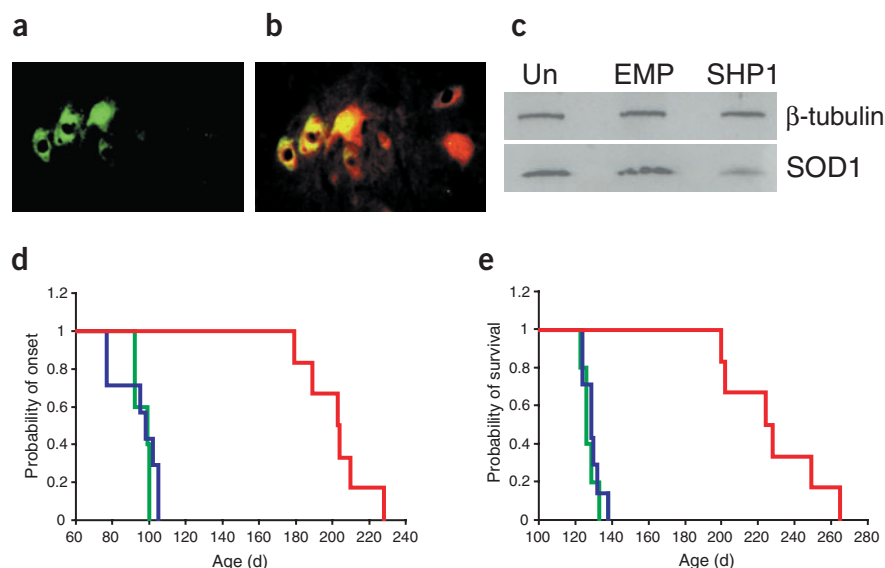 a
b
c
Un EMP SHP1
β-tubulin
SOD1
d
e
1.2
1
0.8
0.6
0.4
0.2
0
Probability of onset
60 80 100 120 140 160 180 200 220 240
Age (d)
1.2
1
0.8
0.6
0.4
0.2
0
Probability of survival
100 120 140 160 180 200 220 240 260 280
Age (d)